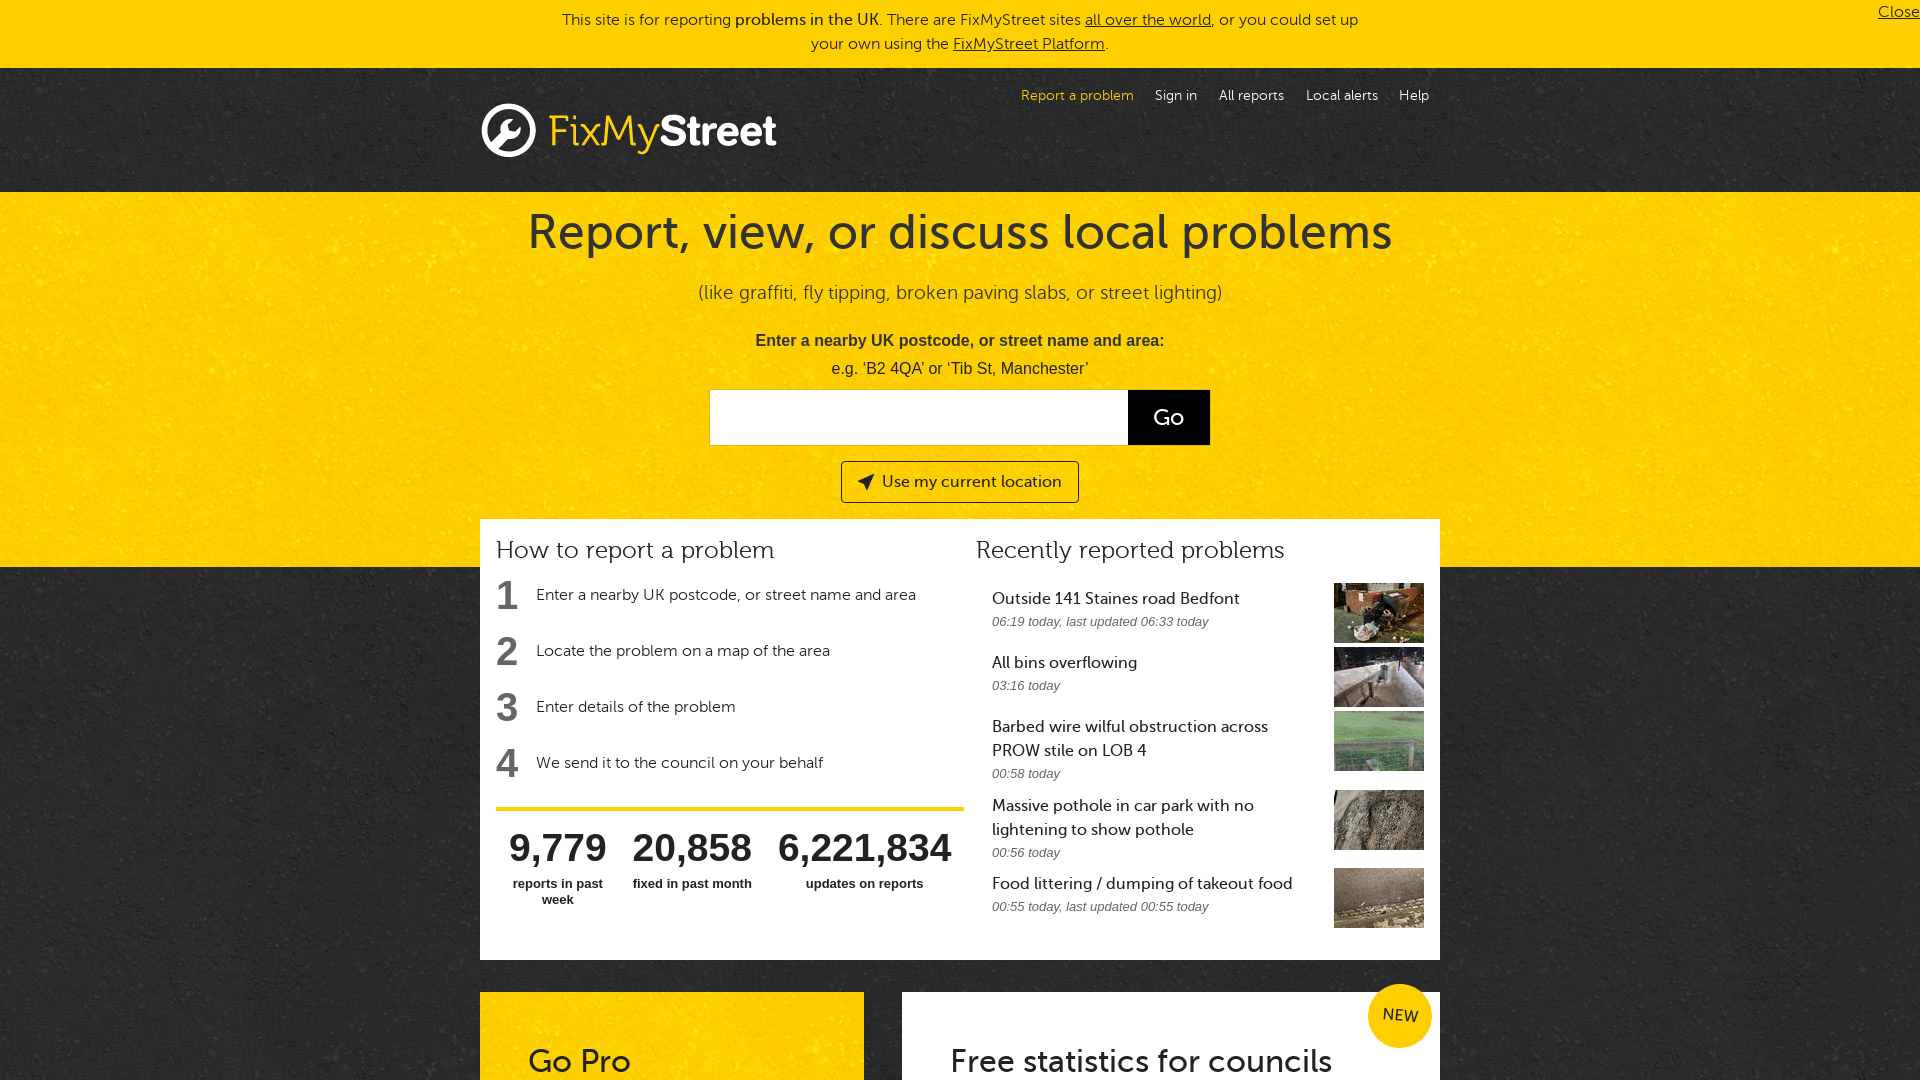 This site is for reporting problems in the UK. There are FixMyStreet sites all over the world, or you could set up
your own using the FixMyStreet Platform.
Close
Report a problem
Sign in
All reports
Local alerts
Help
FixMyStreet
Report, view, or discuss local problems
(like graffiti, fly tipping, broken paving slabs, or street lighting)
Enter a nearby UK postcode, or street name and area:
e.g. ‘B2 4QA’ or ‘Tib St, Manchester’
Go
Use my current location
How to report a problem
1 Enter a nearby UK postcode, or street name and area
2 Locate the problem on a map of the area
3 Enter details of the problem
4 We send it to the council on your behalf
9,779
reports in past
week
20,858
fixed in past month
6,221,834
updates on reports
Recently reported problems
Outside 141 Staines road Bedfont
06:19 today, last updated 06:33 today
All bins overflowing
03:16 today
Barbed wire wilful obstruction across
PROW stile on LOB 4
00:58 today
Massive pothole in car park with no
lightening to show pothole
00:56 today
Food littering / dumping of takeout food
00:55 today, last updated 00:55 today
Go Pro
NEW
Free statistics for councils